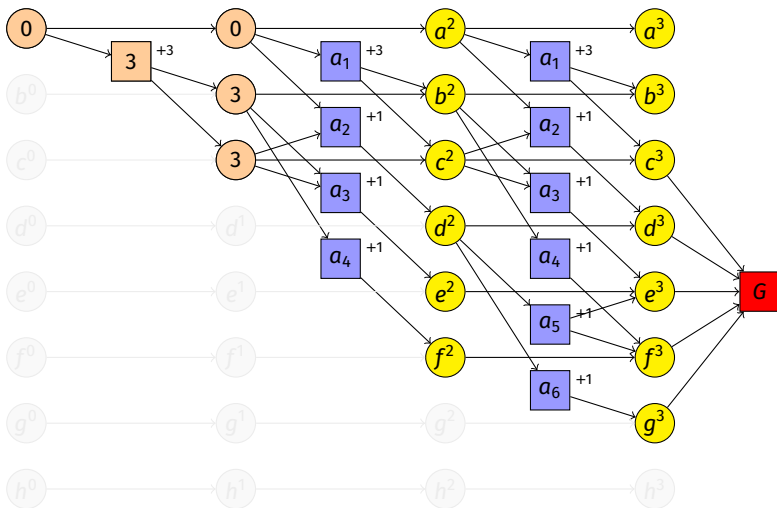 0 0 a² a³
3 +3 a₁ +3 a₁ +3
b⁰ 3 b² b³
a₂ +1 a₂ +1
c⁰ 3 c² c³
a₃ +1 a₃ +1
d⁰ d¹ d² d³
a₄ +1 a₄ +1
e⁰ e¹ e² e³ G
a₅ +1
f⁰ f¹ f² f³
a₆ +1
g⁰ g¹ g² g³
h⁰ h¹ h² h³